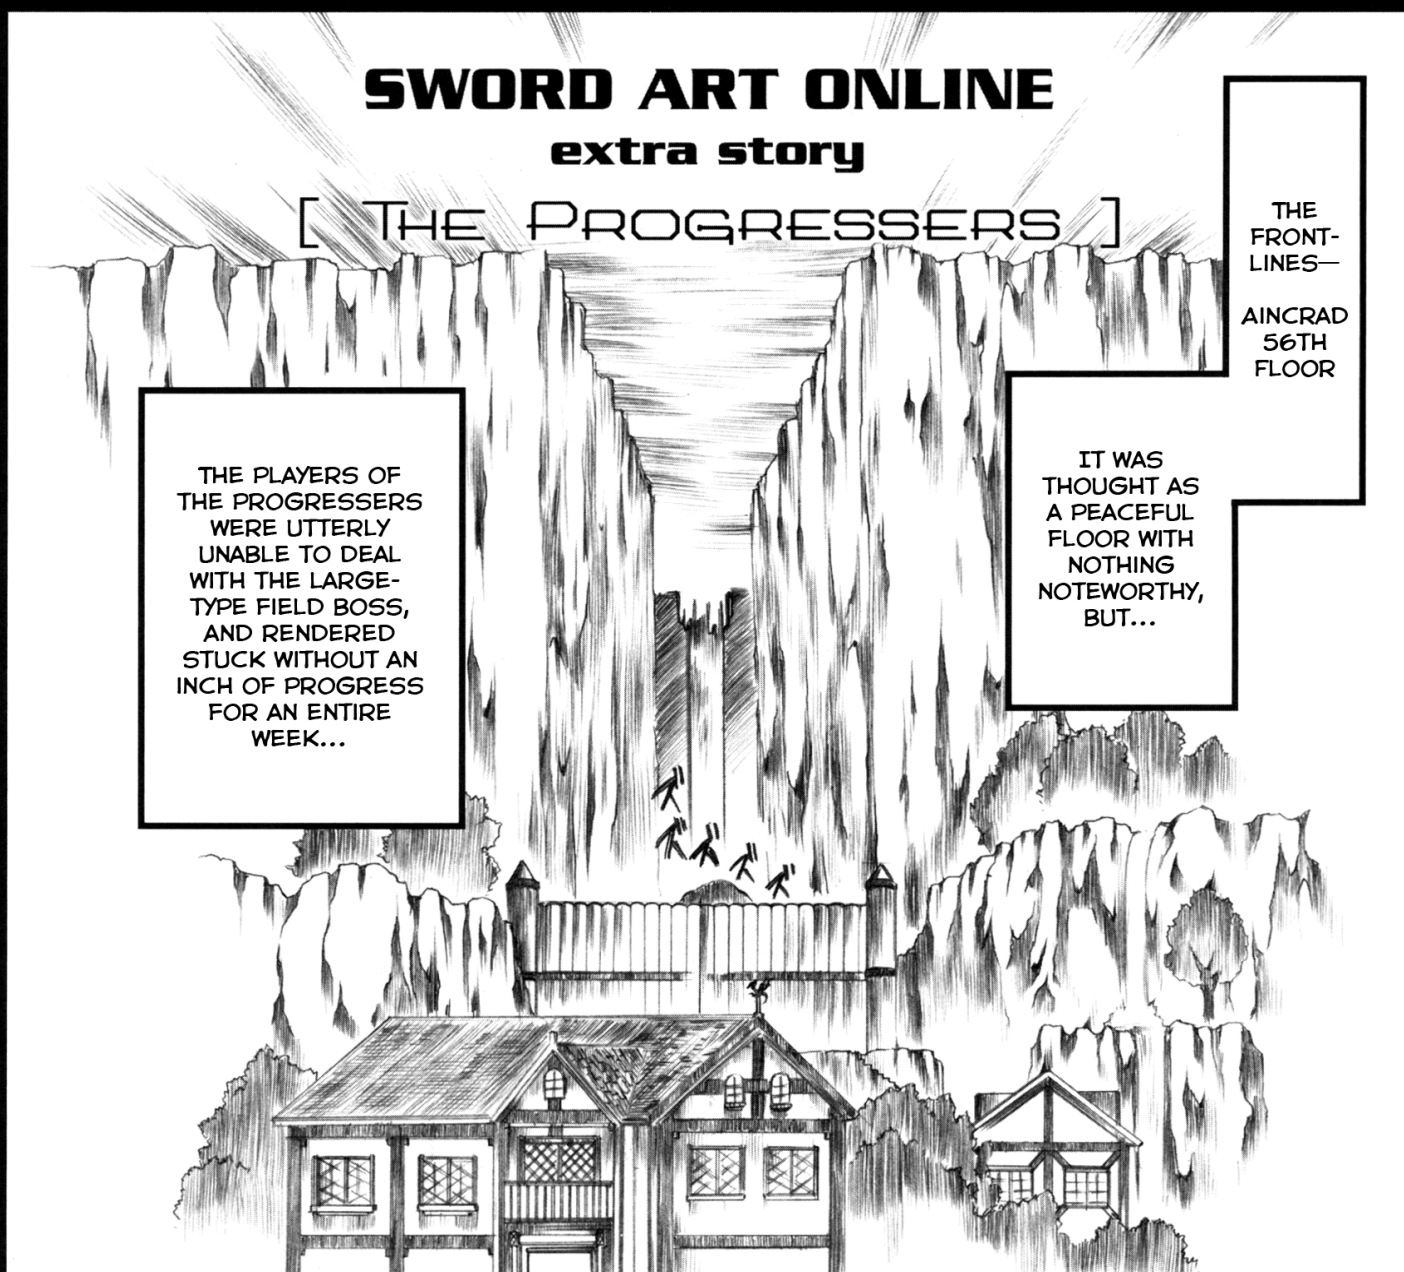 SWORD ART ONLINE
extra story
[ THE PROGRESSERS ]
THE
FRONT-
LINES—
AINCRAD
56TH
FLOOR
IT WAS
THOUGHT AS
A PEACEFUL
FLOOR WITH
NOTHING
NOTEWORTHY,
BUT...
THE PLAYERS OF
THE PROGRESSERS
WERE UTTERLY
UNABLE TO DEAL
WITH THE LARGE-
TYPE FIELD BOSS,
AND RENDERED
STUCK WITHOUT AN
INCH OF PROGRESS
FOR AN ENTIRE
WEEK...